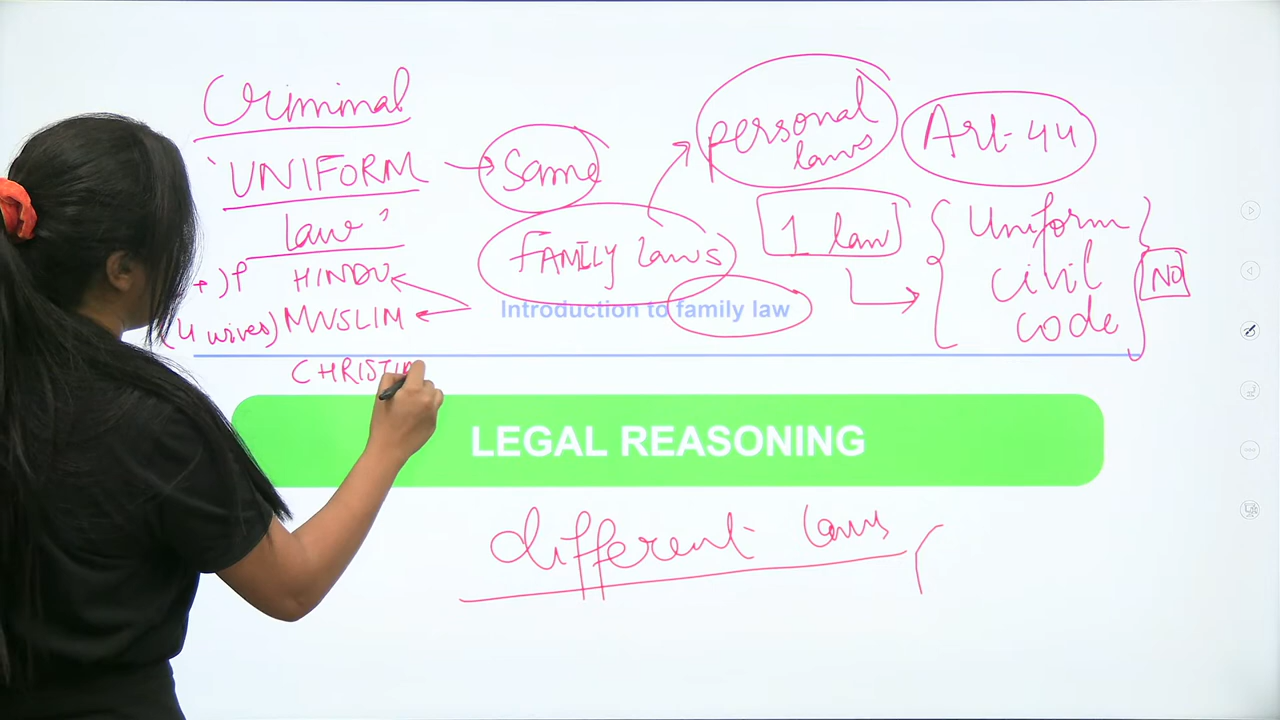 Criminal
'UNIFORM
law'
Same
FAMILY laws
personal
laws
Art-44
1 law
Uniform
civil
code
NO
HINDU
(4 wives) MUSLIM
CHRISTIA
Introduction to family law
LEGAL REASONING
different laws